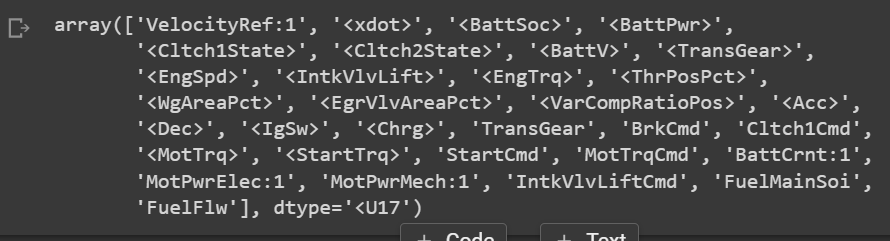 array(['VelocityRef:1', '<xdot>', '<BattSoc>', '<BattPwr>',
'<Cltch1State>', '<Cltch2State>', '<BattV>', '<TransGear>',
'<EngSpd>', '<IntkVlvLift>', '<EngTrq>', '<ThrPosPct>',
'<WgAreaPct>', '<EgrVlvAreaPct>', '<VarCompRatioPos>', '<Acc>',
'<Dec>', '<IgSw>', '<Chrg>', 'TransGear', 'BrkCmd', 'Cltch1Cmd',
'<MotTrq>', '<StartTrq>', 'StartCmd', 'MotTrqCmd', 'BattCrnt:1',
'MotPwrElec:1', 'MotPwrMech:1', 'IntkVlvLiftCmd', 'FuelMainSoi',
'FuelFlw'], dtype='<U17')
+ Code + Text